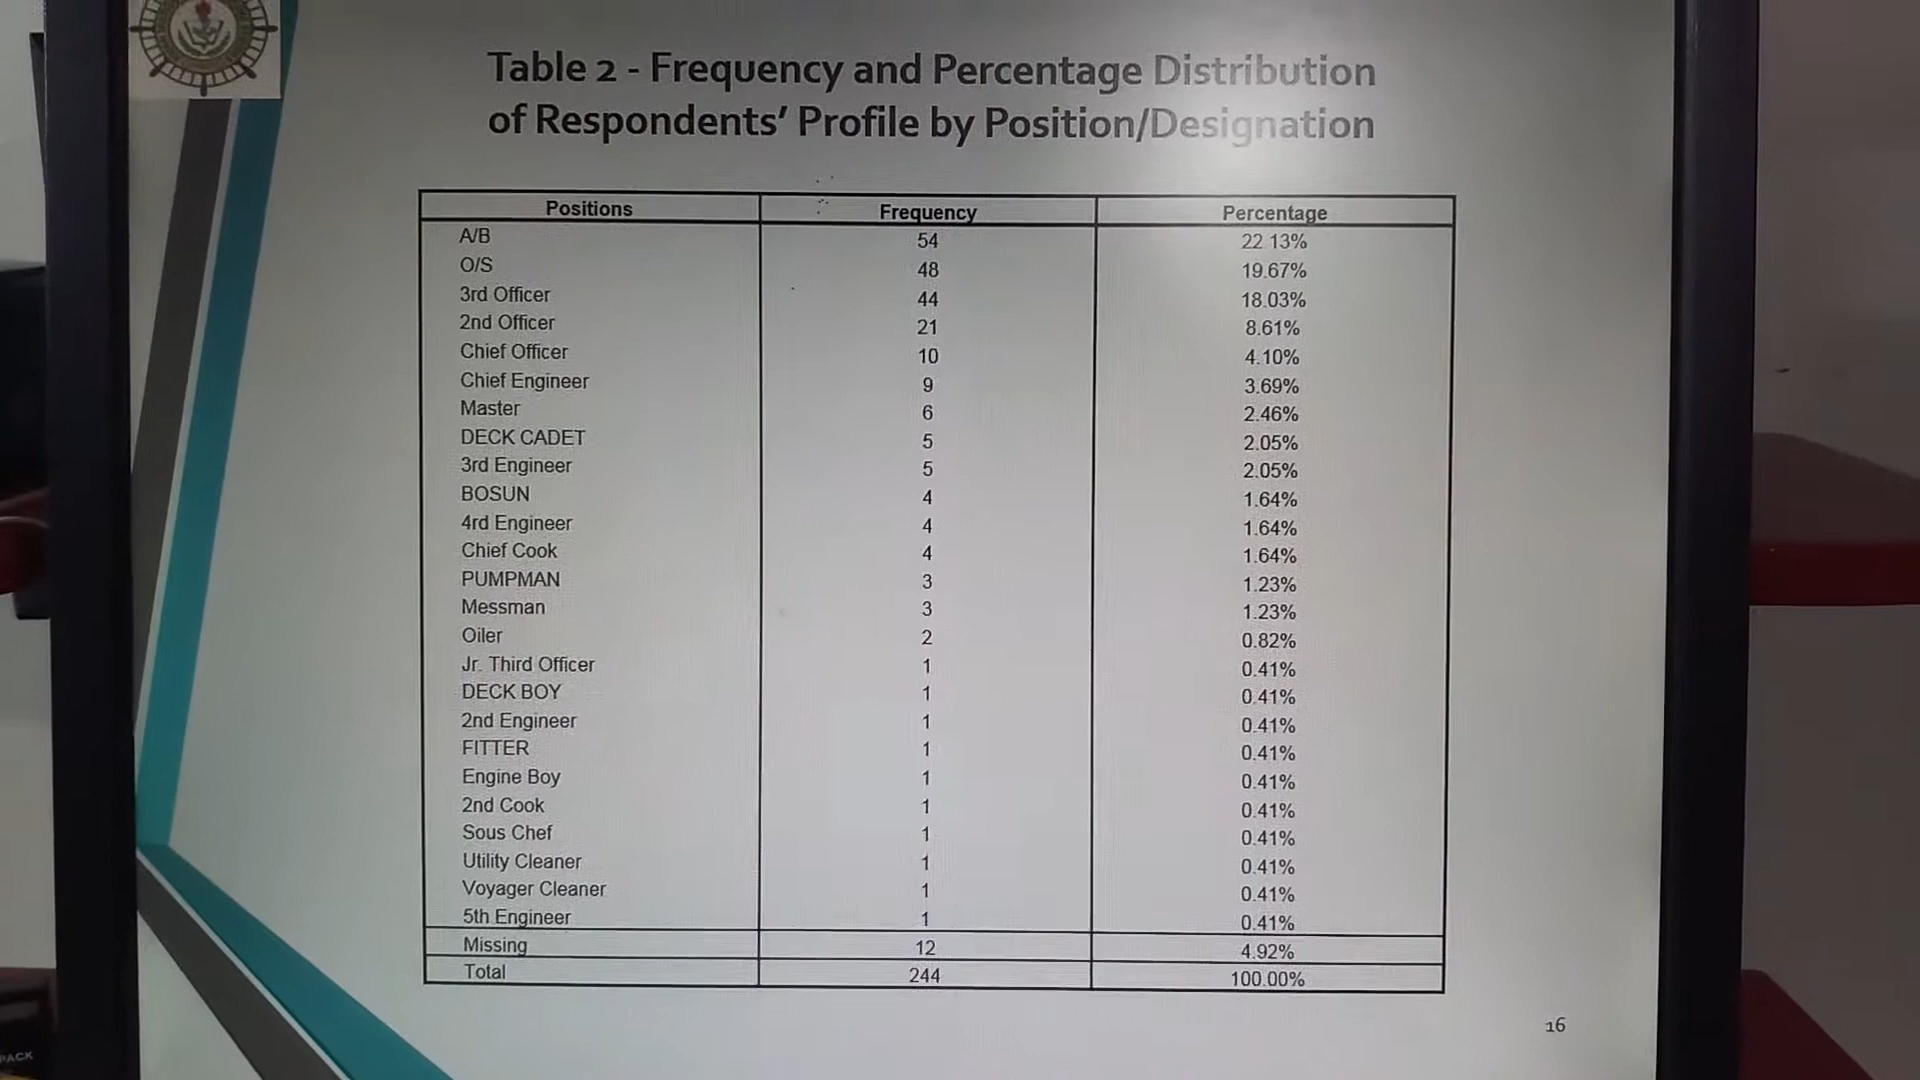 Table 2 - Frequency and Percentage Distribution
of Respondents' Profile by Position/Designation
Positions Frequency Percentage
A/B 54 22.13%
O/S 48 19.67%
3rd Officer 44 18.03%
2nd Officer 21 8.61%
Chief Officer 10 4.10%
Chief Engineer 9 3.69%
Master 6 2.46%
DECK CADET 5 2.05%
3rd Engineer 5 2.05%
BOSUN 4 1.64%
4rd Engineer 4 1.64%
Chief Cook 4 1.64%
PUMPMAN 3 1.23%
Messman 3 1.23%
Oiler 2 0.82%
Jr. Third Officer 1 0.41%
DECK BOY 1 0.41%
2nd Engineer 1 0.41%
FITTER 1 0.41%
Engine Boy 1 0.41%
2nd Cook 1 0.41%
Sous Chef 1 0.41%
Utility Cleaner 1 0.41%
Voyager Cleaner 1 0.41%
5th Engineer 1 0.41%
Missing 12 4.92%
Total 244 100.00%
16
PACK